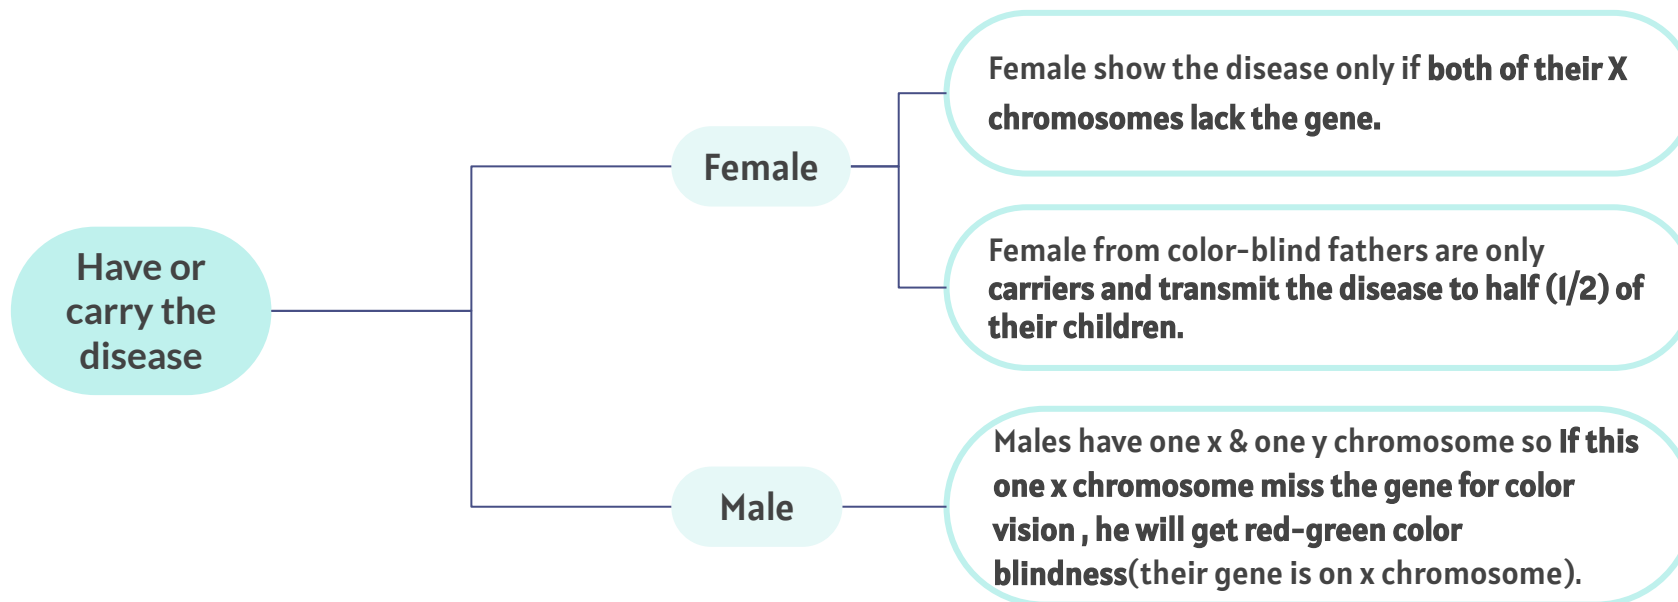 Have or
carry the
disease
Female
Female show the disease only if both of their X
chromosomes lack the gene.
Female from color-blind fathers are only
carriers and transmit the disease to half (1/2) of
their children.
Male
Males have one x & one y chromosome so If this
one x chromosome miss the gene for color
vision , he will get red-green color
blindness(their gene is on x chromosome).